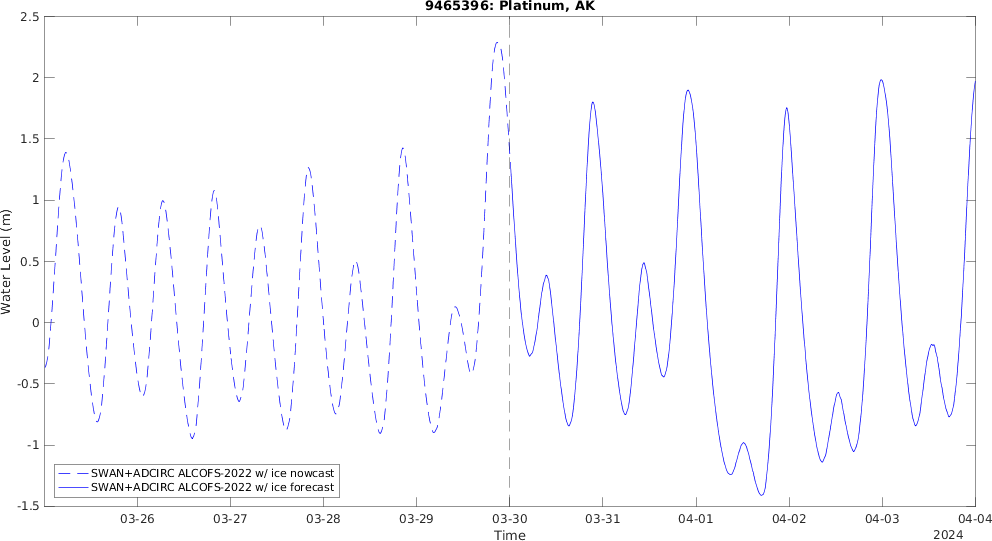 9465396: Platinum, AK
2.5
2
1.5
1
0.5
0
-0.5
-1
-1.5
Water Level (m)
SWAN+ADCIRC ALCOFS-2022 w/ ice nowcast
SWAN+ADCIRC ALCOFS-2022 w/ ice forecast
03-26 03-27 03-28 03-29 03-30 03-31 04-01 04-02 04-03 04-04
Time
2024